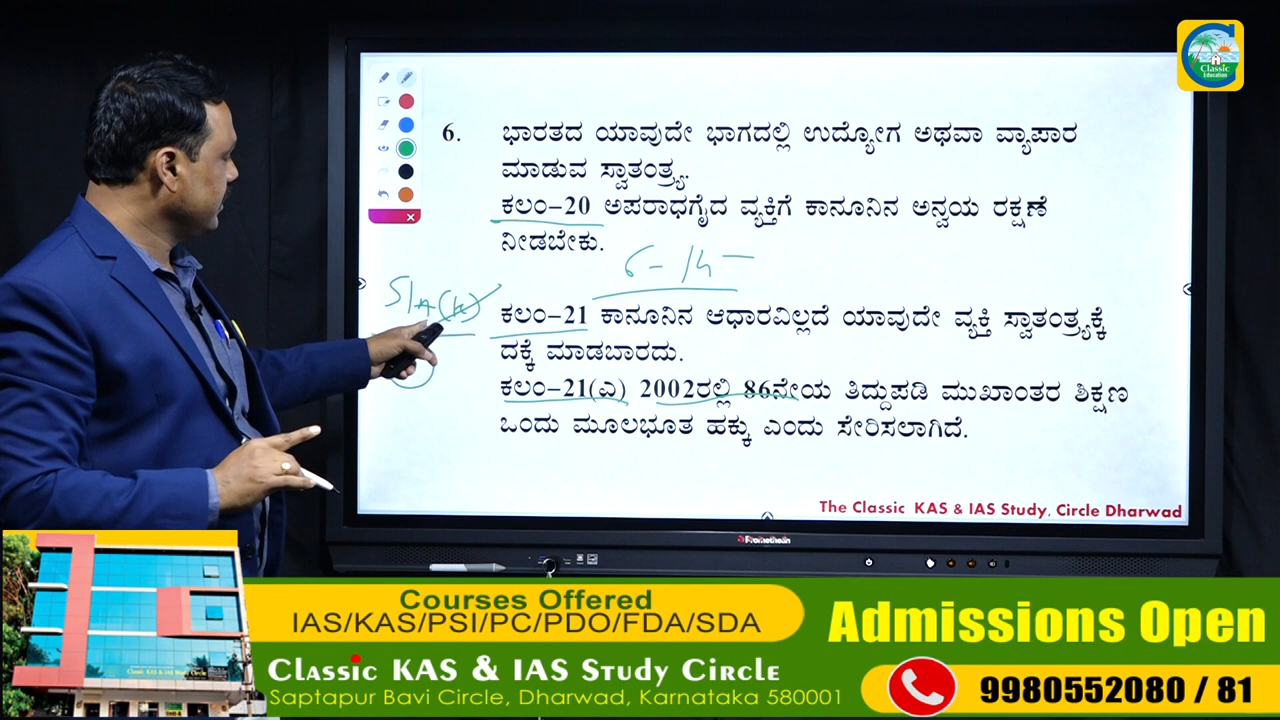 Classic
Education
6. ಭಾರತದ ಯಾವುದೇ ಭಾಗದಲ್ಲಿ ಉದ್ಯೋಗ ಅಥವಾ ವ್ಯಾಪಾರ
ಮಾಡುವ ಸ್ವಾತಂತ್ರ್ಯ.
ಕಲಂ-20 ಅಪರಾಧಗೈದ ವ್ಯಕ್ತಿಗೆ ಕಾನೂನಿನ ಅನ್ವಯ ರಕ್ಷಣೆ
ನೀಡಬೇಕು.
6-14
51A(k)
ಕಲಂ-21 ಕಾನೂನಿನ ಆಧಾರವಿಲ್ಲದೆ ಯಾವುದೇ ವ್ಯಕ್ತಿ ಸ್ವಾತಂತ್ರ್ಯಕ್ಕೆ
ದಕ್ಕೆ ಮಾಡಬಾರದು.
ಕಲಂ-21(ಎ) 2002ರಲ್ಲಿ 86ನೇಯ ತಿದ್ದುಪಡಿ ಮುಖಾಂತರ ಶಿಕ್ಷಣ
ಒಂದು ಮೂಲಭೂತ ಹಕ್ಕು ಎಂದು ಸೇರಿಸಲಾಗಿದೆ.
The Classic KAS & IAS Study, Circle Dharwad
Promethean
Courses Offered
IAS/KAS/PSI/PC/PDO/FDA/SDA
Classic KAS & IAS Study Circle
Saptapur Bavi Circle, Dharwad, Karnataka 580001
Admissions Open
9980552080 / 81